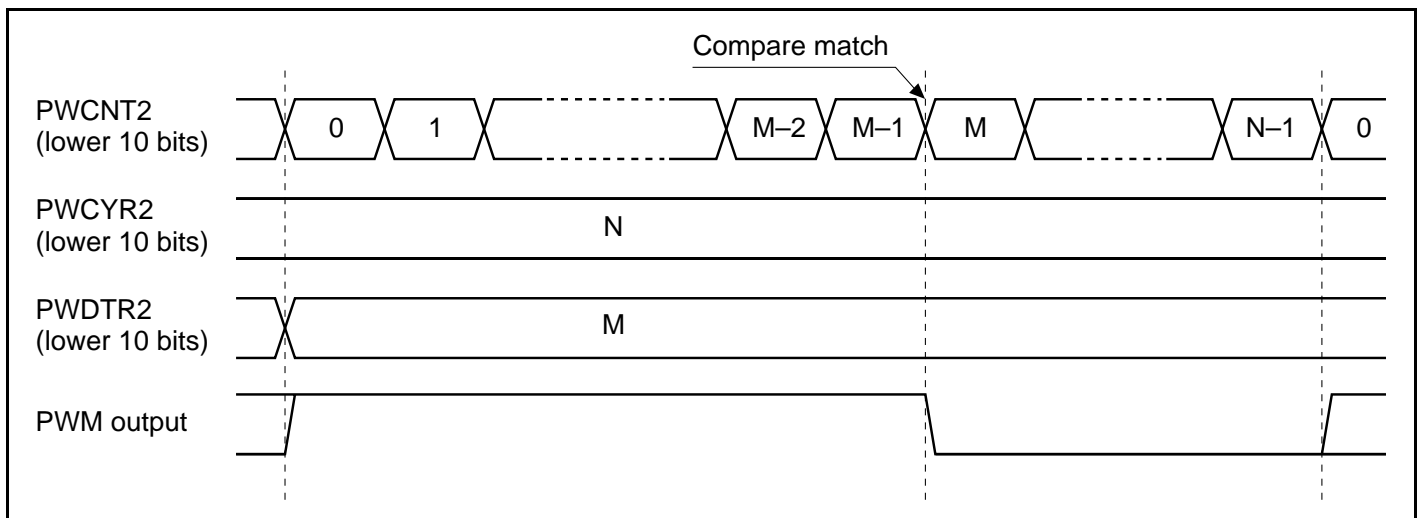 Compare match
PWCNT2
(lower 10 bits)
0 1 M–2 M–1 M N–1 0
PWCYR2
(lower 10 bits)
N
PWDTR2
(lower 10 bits)
M
PWM output